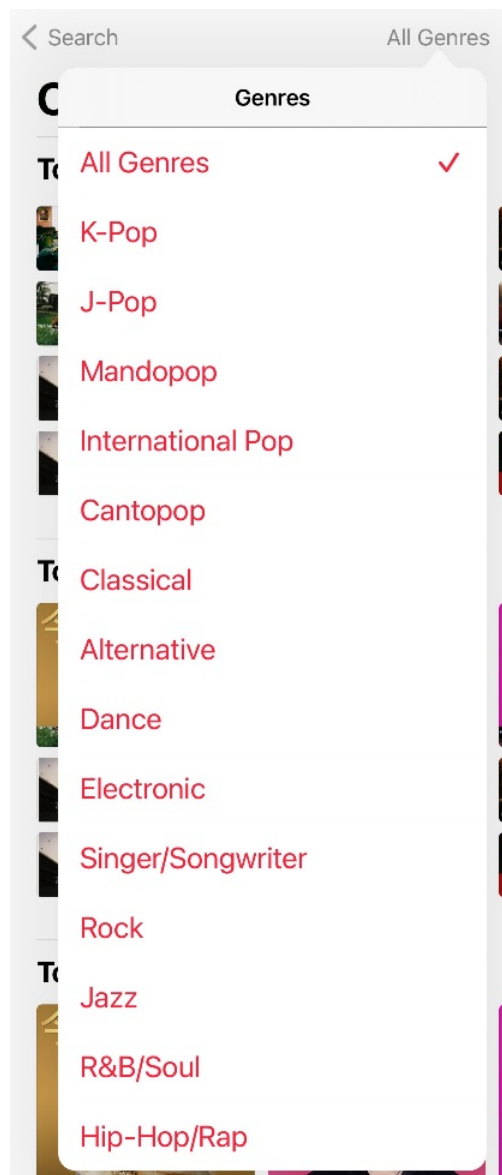 Search
All Genres
Genres
All Genres
K-Pop
J-Pop
Mandopop
International Pop
Cantopop
Classical
Alternative
Dance
Electronic
Singer/Songwriter
Rock
Jazz
R&B/Soul
Hip-Hop/Rap